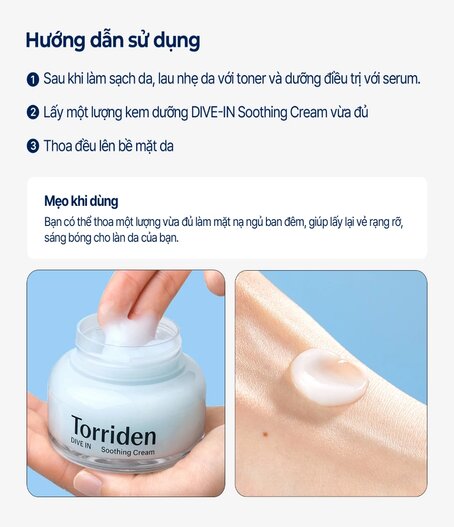 Hướng dẫn sử dụng
1 Sau khi làm sạch da, lau nhẹ da với toner và dưỡng điều trị với serum.
2 Lấy một lượng kem dưỡng DIVE-IN Soothing Cream vừa đủ
3 Thoa đều lên bề mặt da
Mẹo khi dùng
Bạn có thể thoa một lượng vừa đủ làm mặt nạ ngủ ban đêm, giúp lấy lại vẻ rạng rỡ,
sáng bóng cho làn da của bạn.
Torriden
DIVE IN Soothing Cream